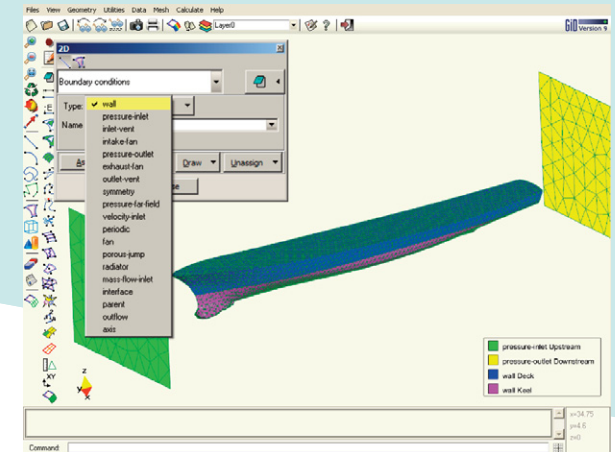 Files View Geometry Utilities Data Mesh Calculate Help
Layer0
GiD Version 9
2D
Boundary conditions
Type:
wall
Name
pressure-inlet
inlet-vent
intake-fan
pressure-outlet
exhaust-fan
outlet-vent
symmetry
pressure-far-field
velocity-inlet
periodic
fan
porous-jump
radiator
mass-flow-inlet
interface
parent
outflow
axis
As
Draw
Unassign
se
z
y
x
XY
pressure-inlet Upstream
pressure-outlet Downstream
wall Deck
wall Keel
x=34.75
y=4.6
z=0
Command